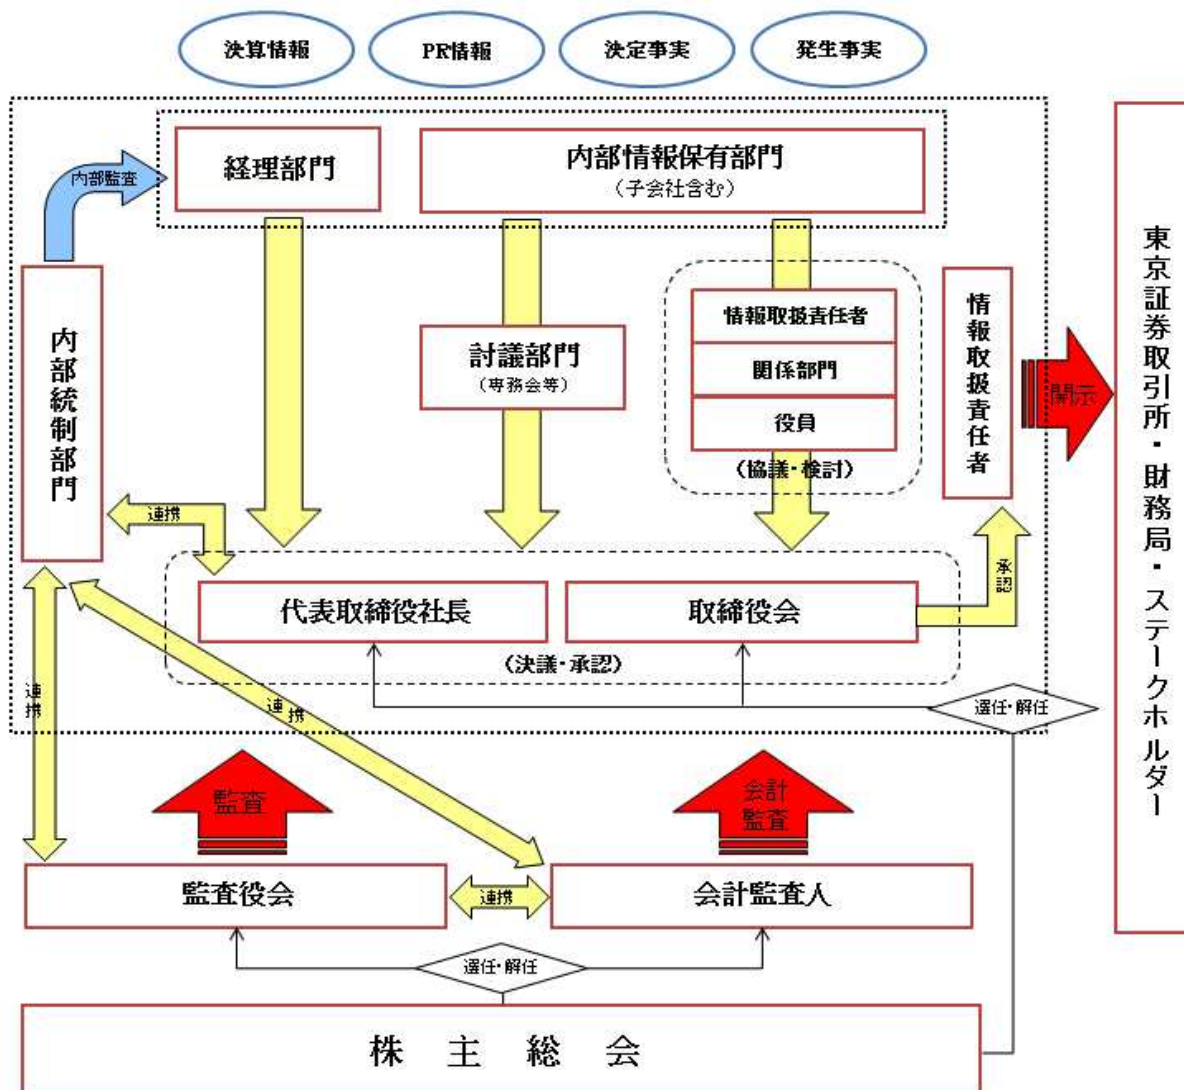 決算情報
PR情報
決定事実
発生事実
経理部門
内部情報保有部門
（子会社含む）
内部監査
内部統制部門
討議部門
（専務会等）
情報取扱責任者
関係部門
役員
（協議・検討）
情報取扱責任者
開示
東京証券取引所・財務局・ステークホルダー
連携
承認
代表取締役社長
取締役会
（決議・承認）
連携
連携
選任・解任
監査
会計
監査
監査役会
連携
会計監査人
選任・解任
株主総会